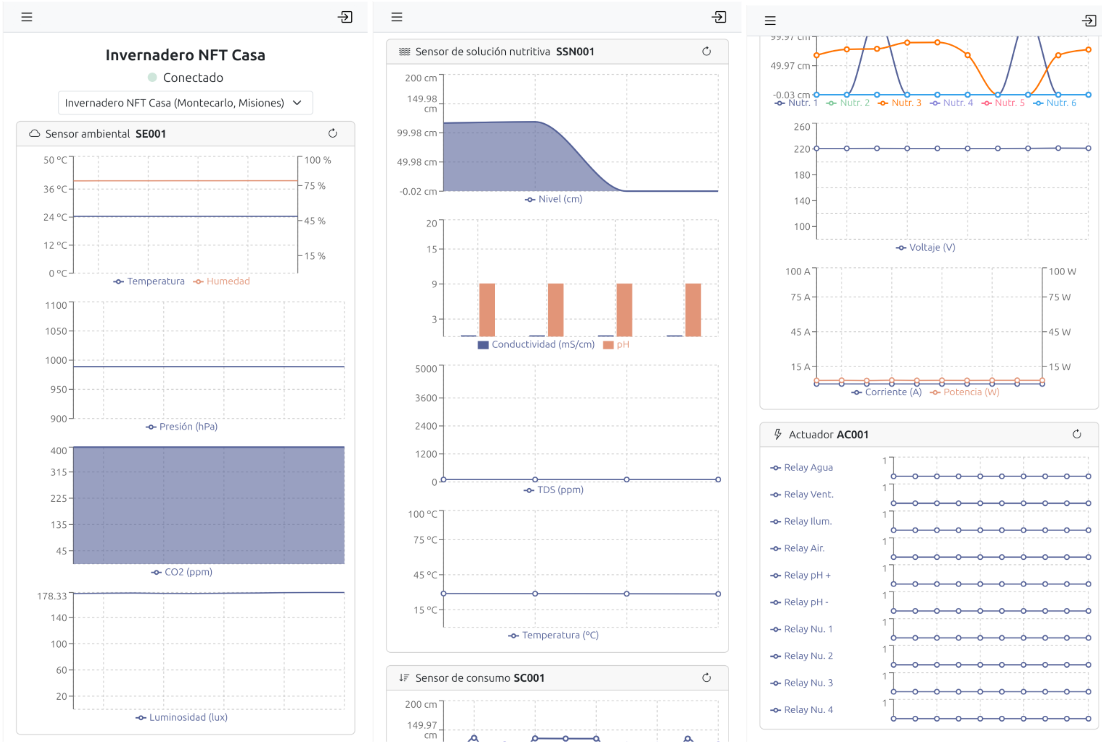 Invernadero NFT Casa
Conectado
Invernadero NFT Casa (Montecarlo, Misiones)
Sensor ambiental SE001
50 ºC
36 ºC
24 ºC
12 ºC
0 ºC
100 %
75 %
45 %
15 %
Temperatura Humedad
1100
1050
1000
950
900
Presión (hPa)
400
315
225
135
45
CO2 (ppm)
178.33
140
100
60
20
Luminosidad (lux)
Sensor de solución nutritiva SSN001
200 cm
149.98
cm
99.98 cm
49.98 cm
-0.02 cm
Nivel (cm)
20
15
9
3
Conductividad (mS/cm) pH
5000
3600
2400
1200
0
TDS (ppm)
100 ºC
75 ºC
45 ºC
15 ºC
Temperatura (ºC)
Sensor de consumo SC001
200 cm
149.97
cm
99.97 cm
49.97 cm
-0.03 cm
Nutr. 1 Nutr. 2 Nutr. 3 Nutr. 4 Nutr. 5 Nutr. 6
260
220
180
140
100
Voltaje (V)
100 A
75 A
45 A
15 A
100 W
75 W
45 W
15 W
Corriente (A) Potencia (W)
Actuador AC001
Relay Agua 1
Relay Vent. 1
Relay Ilum. 1
Relay Air. 1
Relay pH + 1
Relay pH - 1
Relay Nu. 1 1
Relay Nu. 2 1
Relay Nu. 3 1
Relay Nu. 4 1